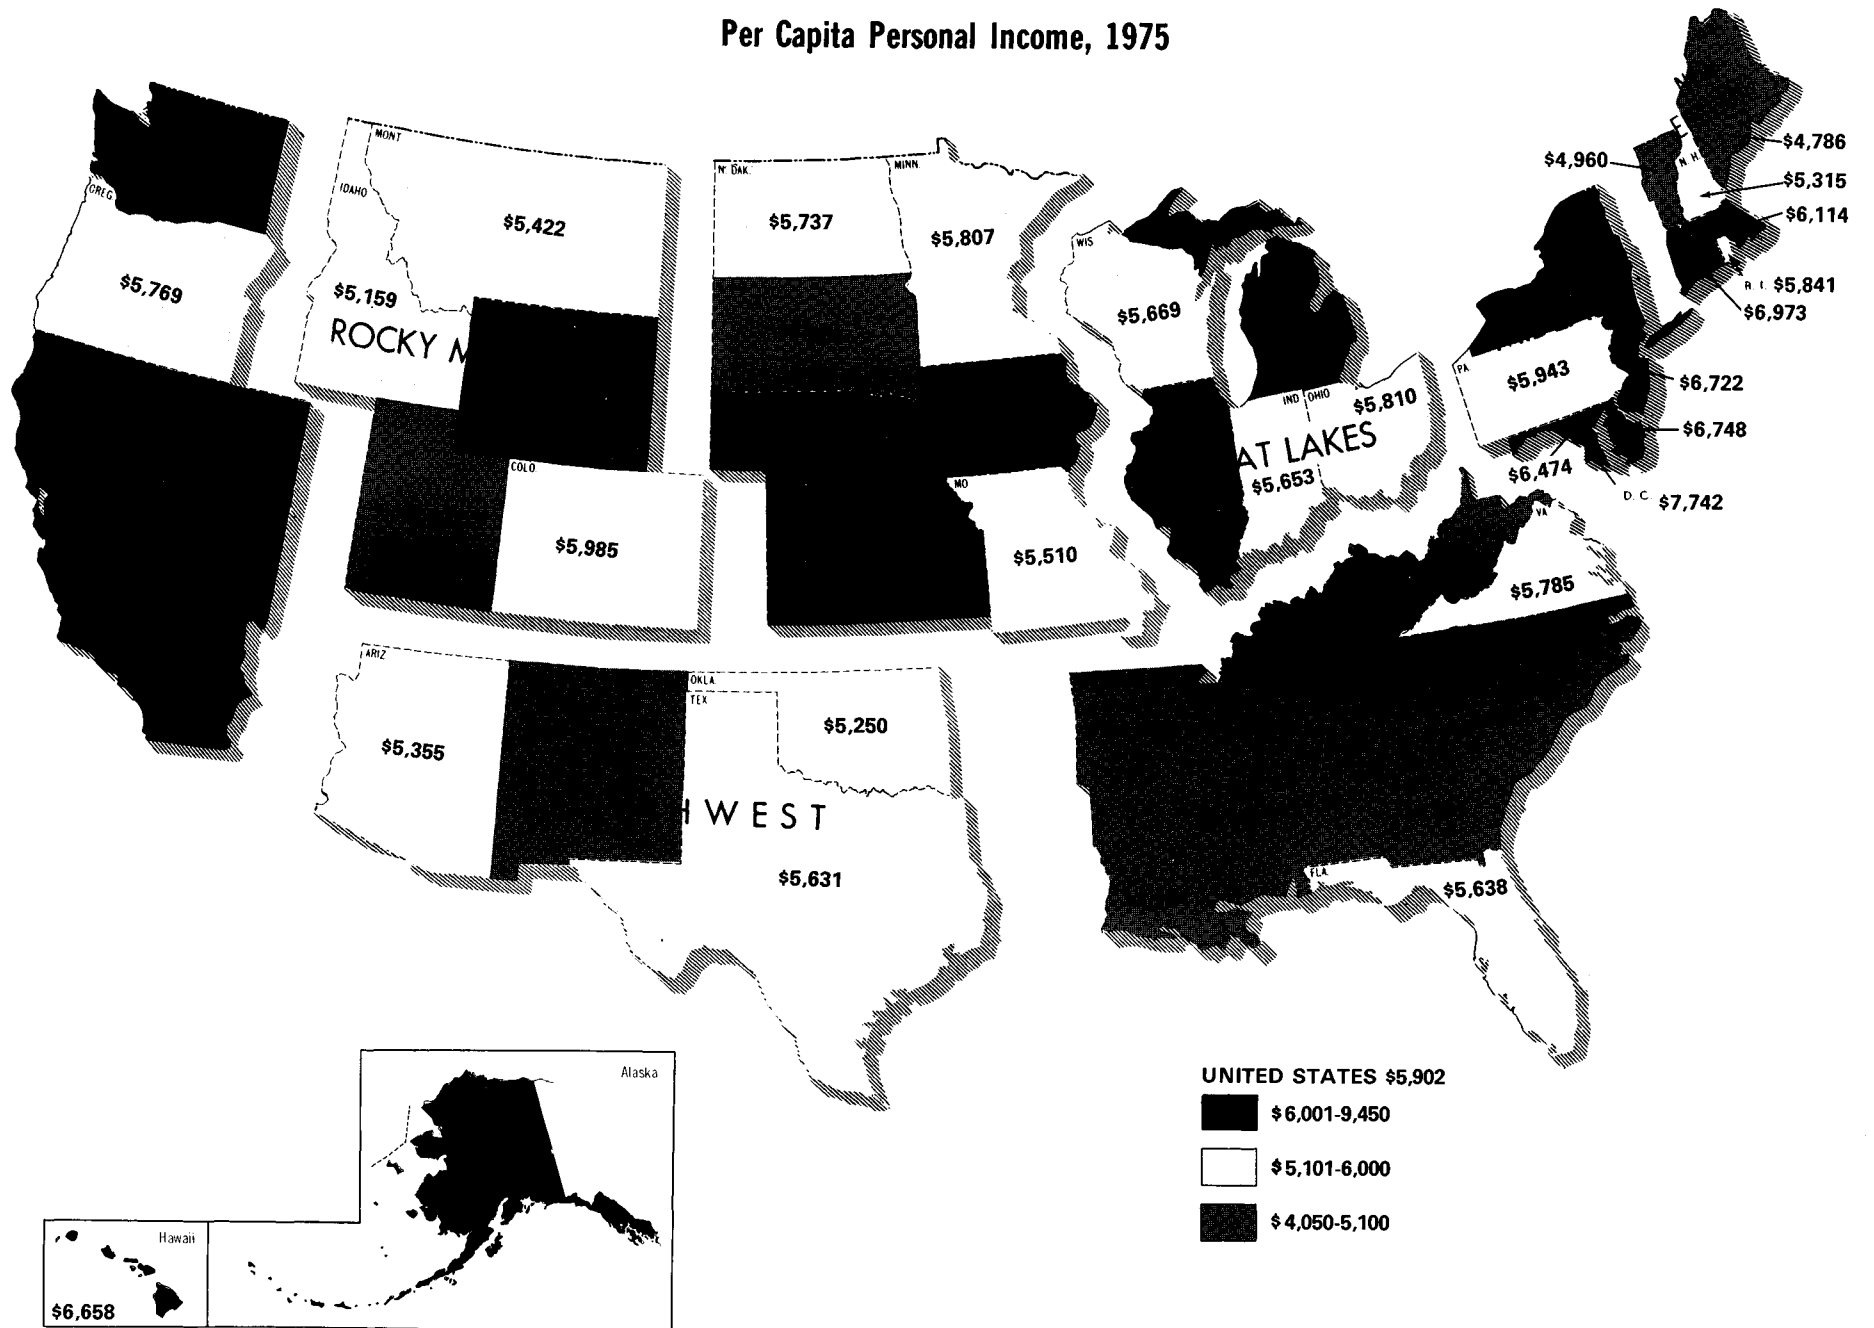 Per Capita Personal Income, 1975
OREG
$5,769
MONT
IDAHO
$5,422
$5,159
ROCKY M
COLO
$5,985
N. DAK.
$5,737
MINN.
$5,807
MO
$5,510
WIS
$5,669
IND
OHIO
$5,810
AT LAKES
$5,653
PA
$5,943
$4,786
$4,960
N. H.
$5,315
$6,114
R. I. $5,841
$6,973
$6,722
$6,748
$6,474
D. C. $7,742
VA
$5,785
ARIZ
$5,355
OKLA.
TEX
$5,250
HWEST
$5,631
FLA
$5,638
Alaska
Hawaii
$6,658
UNITED STATES $5,902
$6,001-9,450
$5,101-6,000
$4,050-5,100